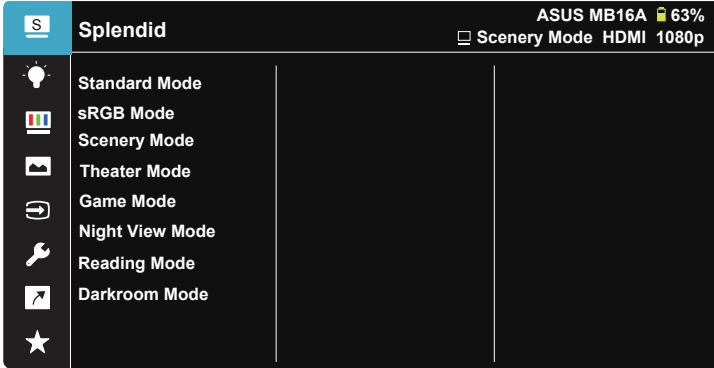 S
Splendid
ASUS MB16A 63%
Scenery Mode HDMI 1080p
Standard Mode
sRGB Mode
Scenery Mode
Theater Mode
Game Mode
Night View Mode
Reading Mode
Darkroom Mode